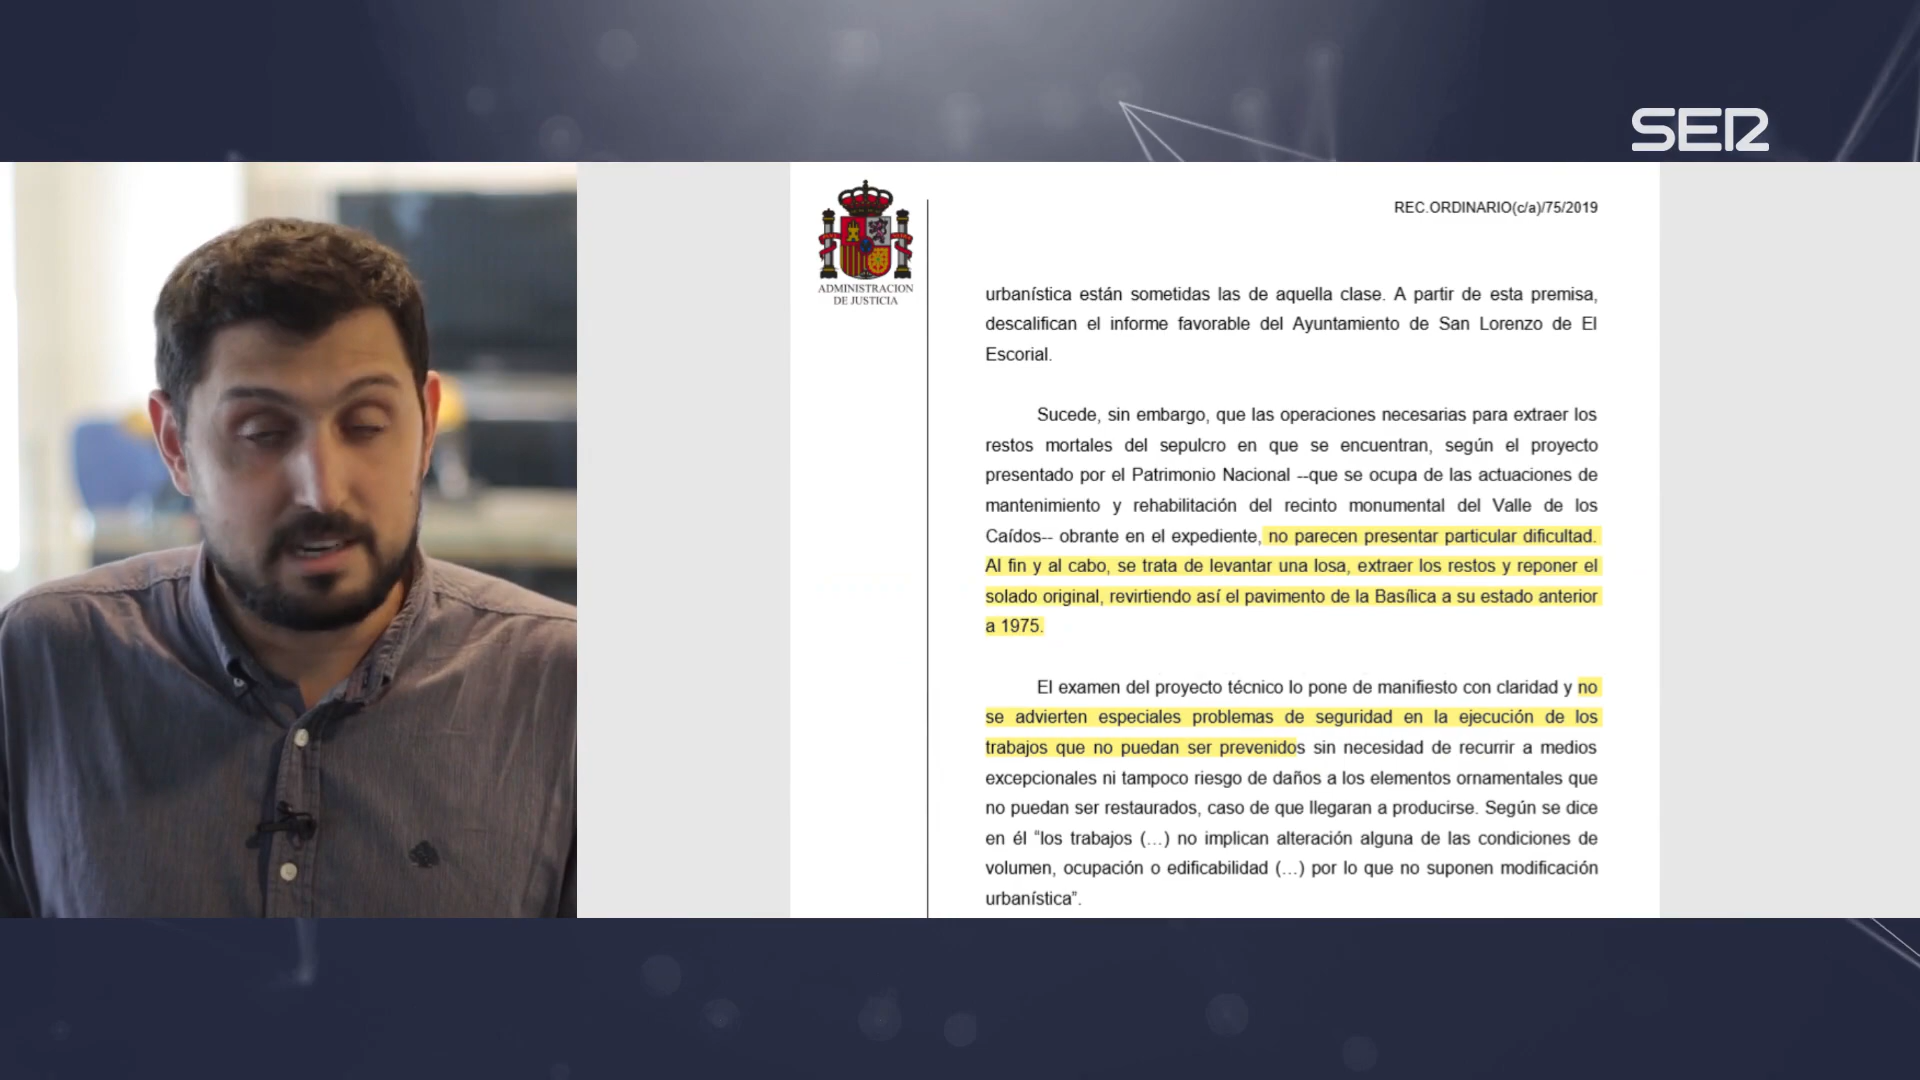 SER
REC.ORDINARIO(c/a)/75/2019
ADMINISTRACION
DE JUSTICIA
urbanística están sometidas las de aquella clase. A partir de esta premisa,
descalifican el informe favorable del Ayuntamiento de San Lorenzo de El
Escorial.
Sucede, sin embargo, que las operaciones necesarias para extraer los
restos mortales del sepulcro en que se encuentran, según el proyecto
presentado por el Patrimonio Nacional --que se ocupa de las actuaciones de
mantenimiento y rehabilitación del recinto monumental del Valle de los
Caídos-- obrante en el expediente, no parecen presentar particular dificultad.
Al fin y al cabo, se trata de levantar una losa, extraer los restos y reponer el
solado original, revirtiendo así el pavimento de la Basílica a su estado anterior
a 1975.
El examen del proyecto técnico lo pone de manifiesto con claridad y no
se advierten especiales problemas de seguridad en la ejecución de los
trabajos que no puedan ser prevenidos sin necesidad de recurrir a medios
excepcionales ni tampoco riesgo de daños a los elementos ornamentales que
no puedan ser restaurados, caso de que llegaran a producirse. Según se dice
en él “los trabajos (...) no implican alteración alguna de las condiciones de
volumen, ocupación o edificabilidad (...) por lo que no suponen modificación
urbanística”.